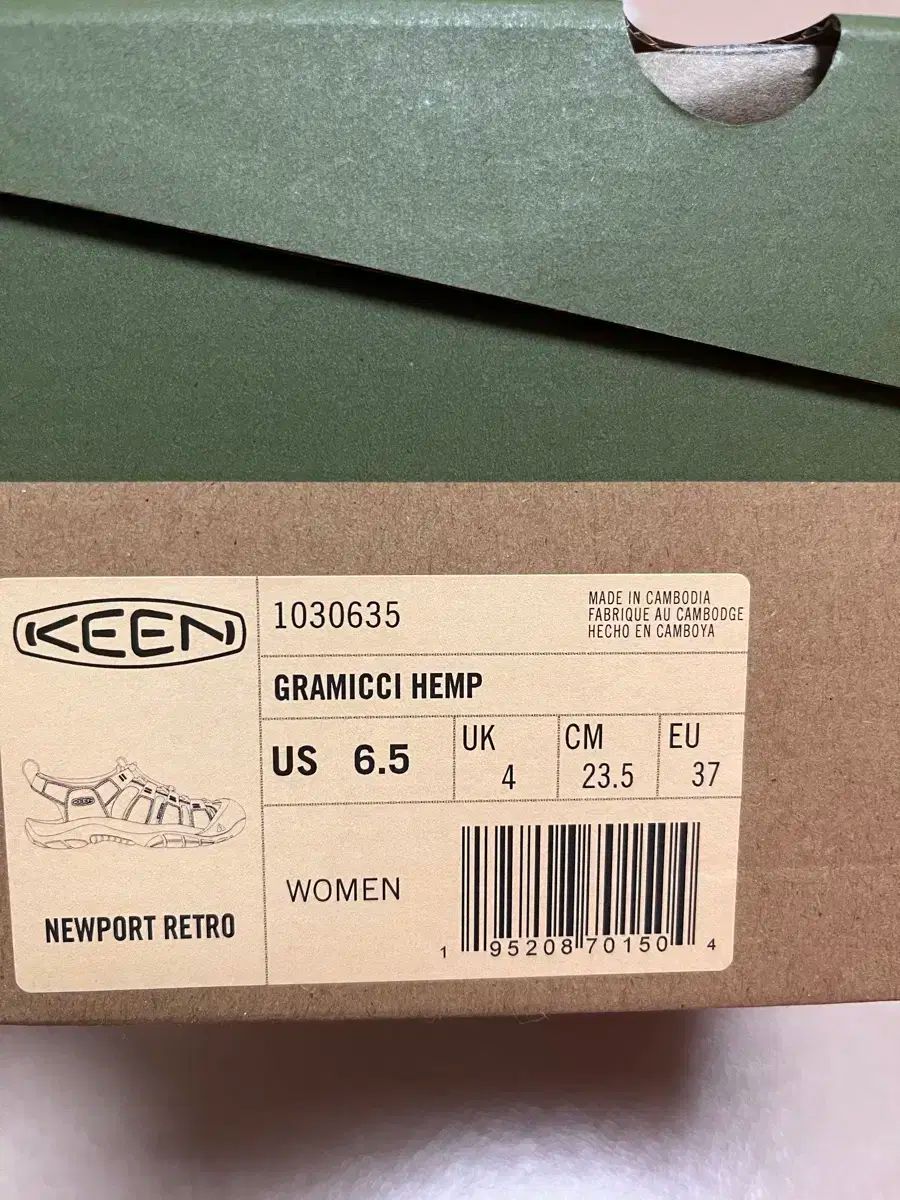 KEEN
1030635
MADE IN CAMBODIA
FABRIQUE AU CAMBODGE
HECHO EN CAMBOYA
GRAMICCI HEMP
US 6.5
UK 4
CM 23.5
EU 37
KEEN
NEWPORT RETRO
WOMEN
1 95208 70150 4